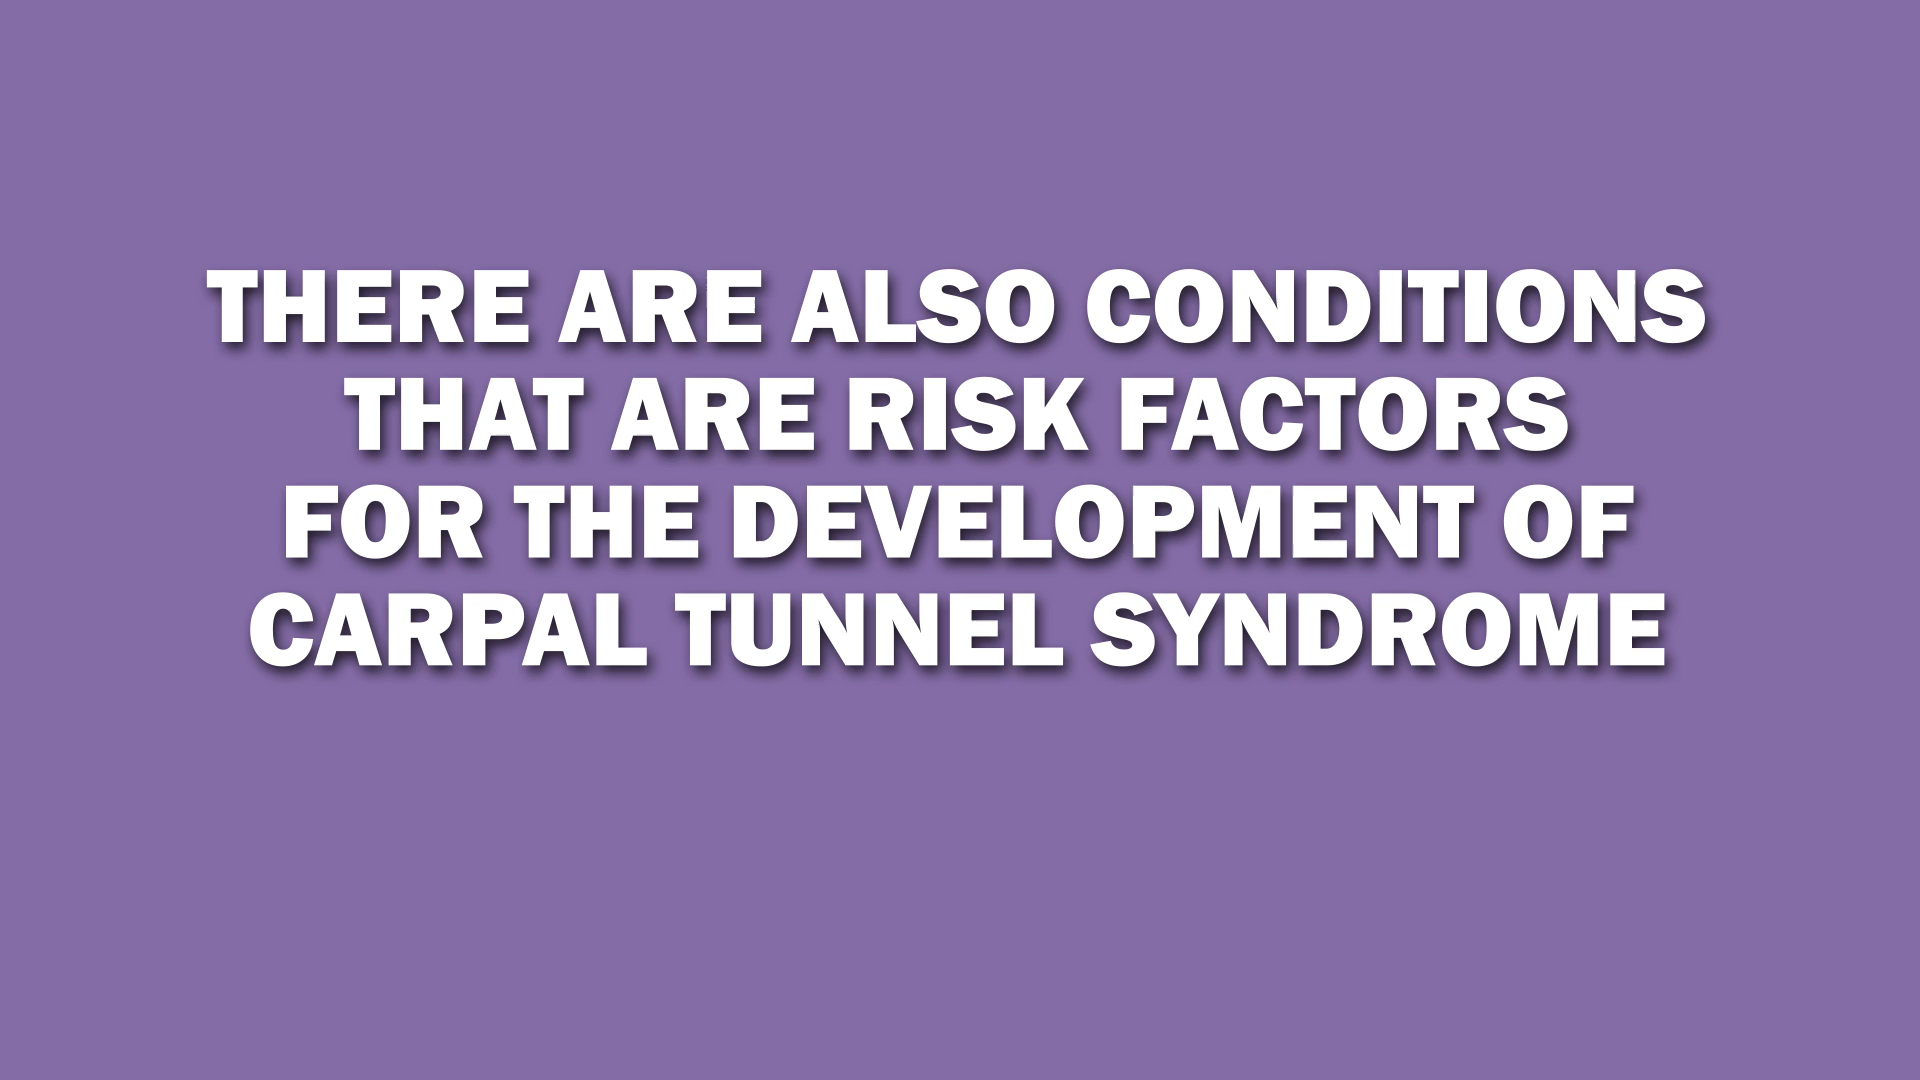 THERE ARE ALSO CONDITIONS
THAT ARE RISK FACTORS
FOR THE DEVELOPMENT OF
CARPAL TUNNEL SYNDROME